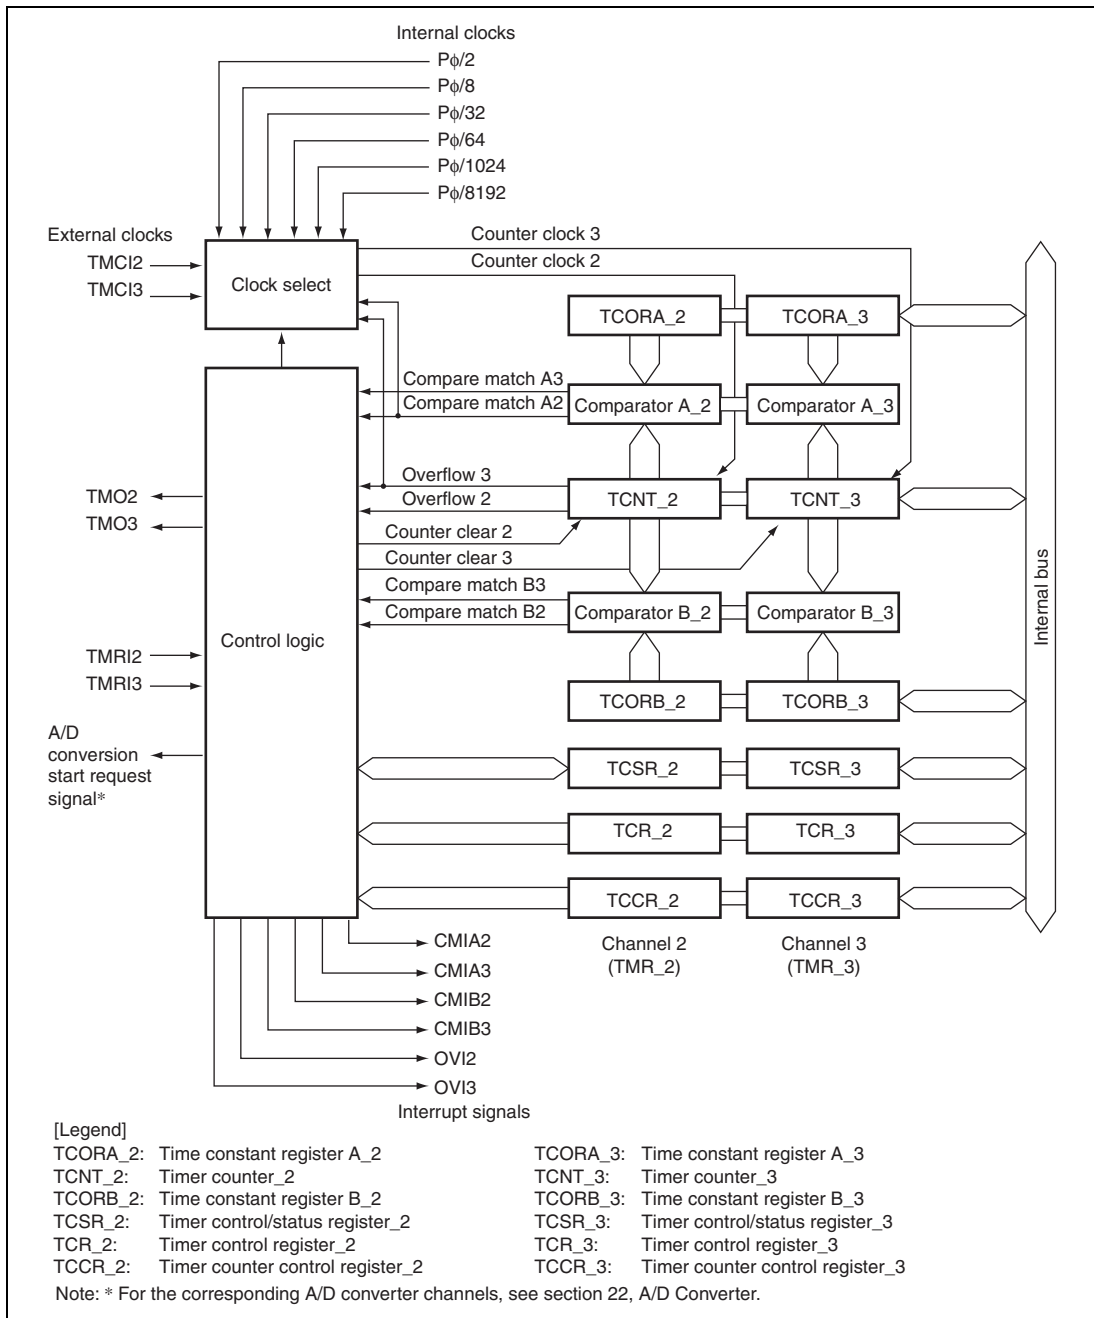 Internal clocks
Pϕ/2
Pϕ/8
Pϕ/32
Pϕ/64
Pϕ/1024
Pϕ/8192
External clocks
TMCI2
TMCI3
Clock select
Counter clock 3
Counter clock 2
TCORA_2
TCORA_3
Compare match A3
Compare match A2
Comparator A_2
Comparator A_3
TMO2
TMO3
Overflow 3
Overflow 2
TCNT_2
TCNT_3
Counter clear 2
Counter clear 3
Compare match B3
Compare match B2
Comparator B_2
Comparator B_3
Control logic
Internal bus
TMRI2
TMRI3
TCORB_2
TCORB_3
A/D
conversion
start request
signal*
TCSR_2
TCSR_3
TCR_2
TCR_3
TCCR_2
TCCR_3
Channel 2
(TMR_2)
Channel 3
(TMR_3)
CMIA2
CMIA3
CMIB2
CMIB3
OVI2
OVI3
Interrupt signals
[Legend]
TCORA_2: Time constant register A_2
TCNT_2: Timer counter_2
TCORB_2: Time constant register B_2
TCSR_2: Timer control/status register_2
TCR_2: Timer control register_2
TCCR_2: Timer counter control register_2
TCORA_3: Time constant register A_3
TCNT_3: Timer counter_3
TCORB_3: Time constant register B_3
TCSR_3: Timer control/status register_3
TCR_3: Timer control register_3
TCCR_3: Timer counter control register_3
Note: * For the corresponding A/D converter channels, see section 22, A/D Converter.